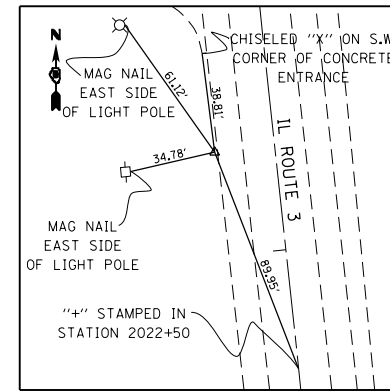 N
CHISELED "X" ON S.W
CORNER OF CONCRETE
ENTRANCE
MAG NAIL
EAST SIDE
OF LIGHT POLE
61.12'
38.81'
34.78'
IL ROUTE 3
MAG NAIL
EAST SIDE
OF LIGHT POLE
89.95'
"+" STAMPED IN
STATION 2022+50